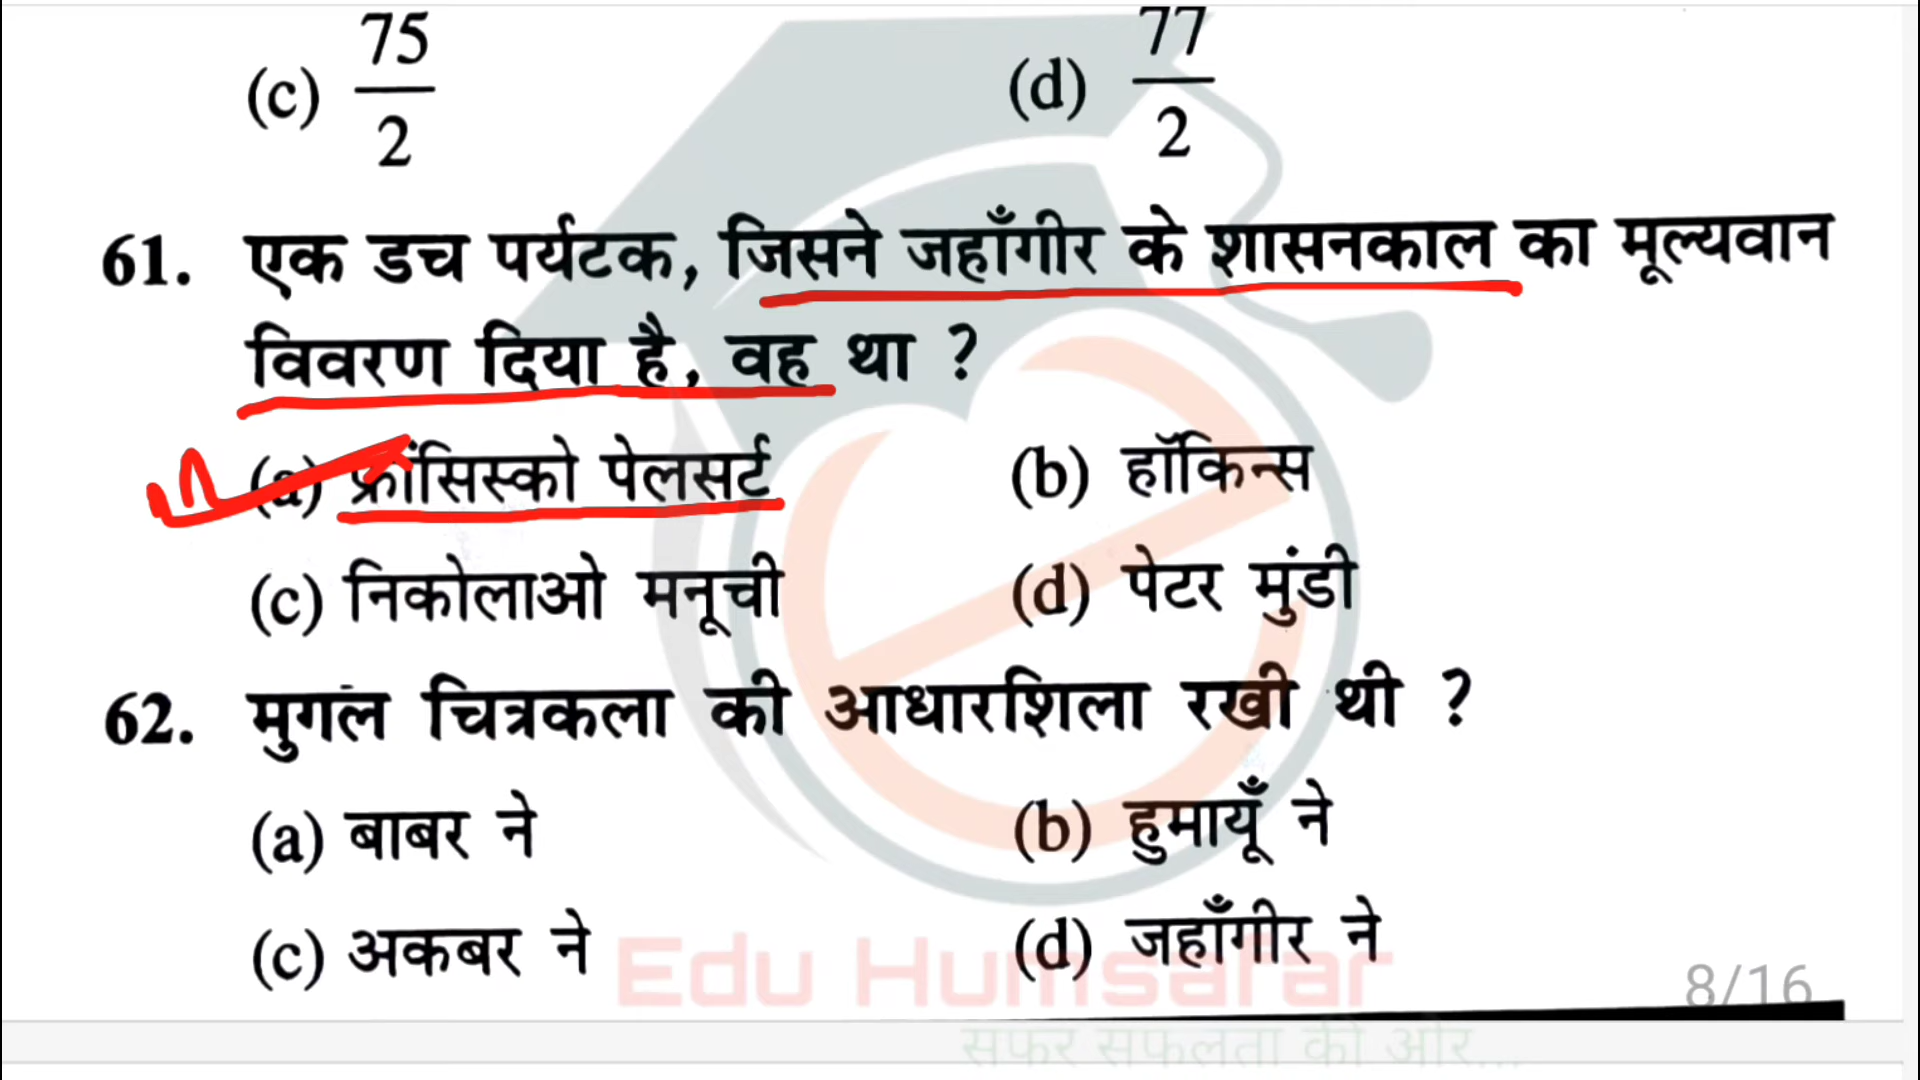 (c) 75/2 (d) 77/2
61. एक डच पर्यटक, जिसने जहाँगीर के शासनकाल का मूल्यवान
विवरण दिया है, वह था ?
(a) फ्रांसिस्को पेलसर्ट (b) हॉकिन्स
(c) निकोलाओ मनूची (d) पेटर मुंडी
62. मुगल चित्रकला की आधारशिला रखी थी ?
(a) बाबर ने (b) हुमायूँ ने
(c) अकबर ने (d) जहाँगीर ने
Edu Humsafar
8/16
सफर सफलता की ओर...